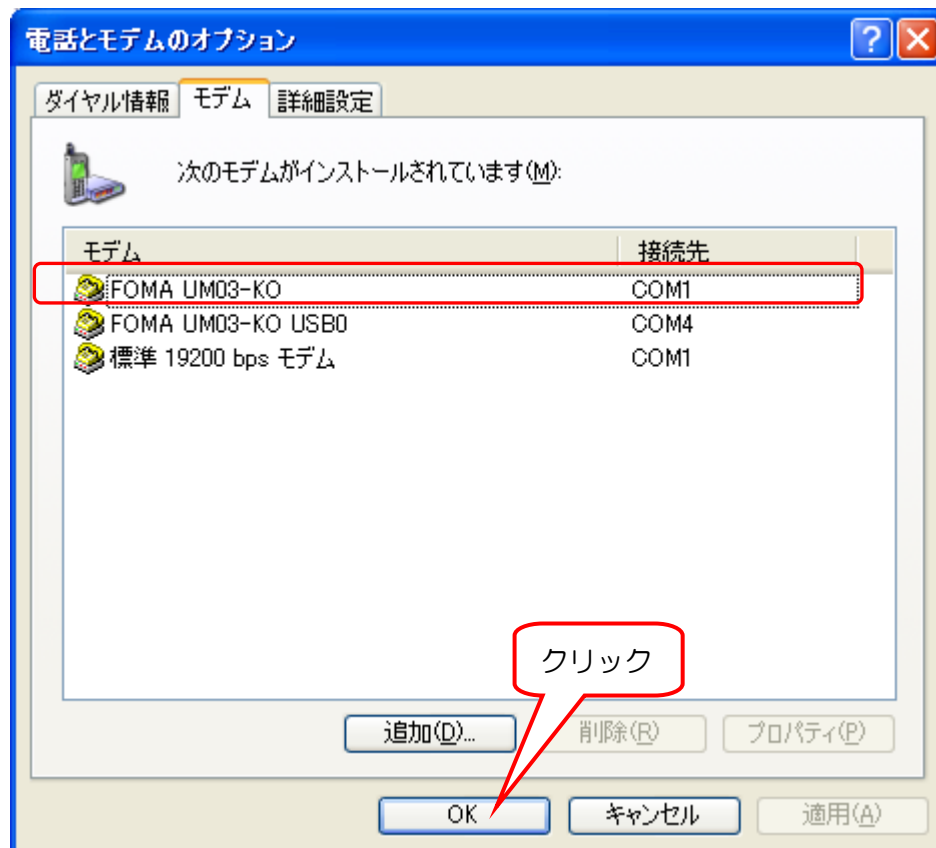 電話とモデムのオプション
ダイヤル情報 モデム 詳細設定
次のモデムがインストールされています(M):
モデム 接続先
FOMA UM03-KO COM1
FOMA UM03-KO USB0 COM4
標準 19200 bps モデム COM1
クリック
追加(D)... 削除(R) プロパティ(P)
OK キャンセル 適用(A)